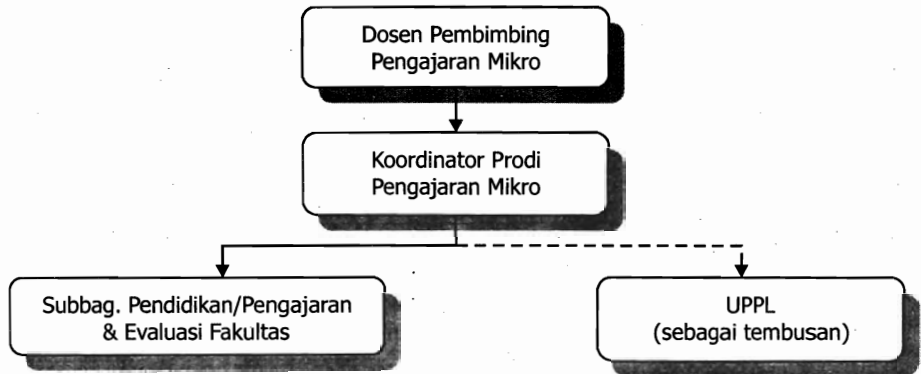 Dosen Pembimbing
Pengajaran Mikro
Koordinator Prodi
Pengajaran Mikro
Subbag. Pendidikan/Pengajaran
& Evaluasi Fakultas
UPPL
(sebagai tembusan)